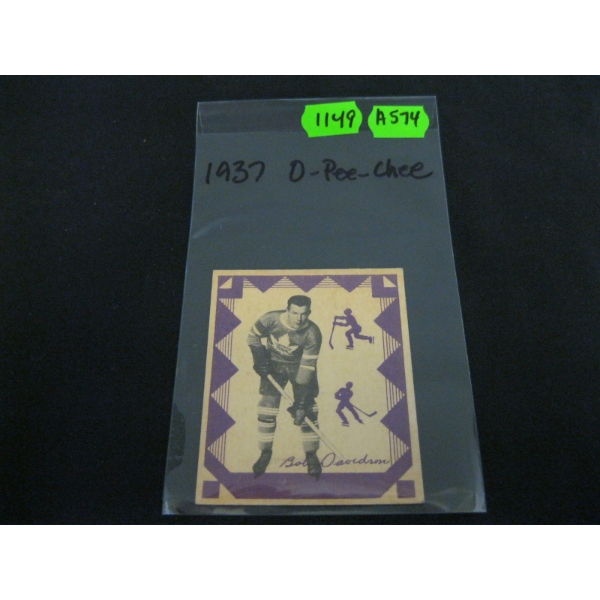 1149 A574
1937 O-Pee-Chee
Bob Davidson